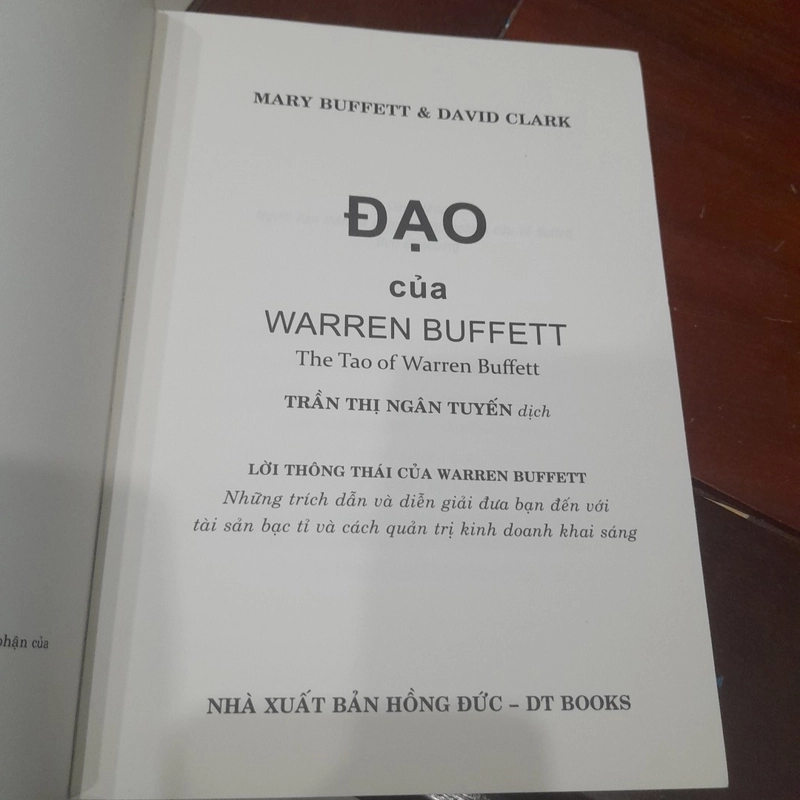 MARY BUFFETT & DAVID CLARK
ĐẠO
của
WARREN BUFFETT
The Tao of Warren Buffett
TRẦN THỊ NGÂN TUYẾN dịch
LỜI THÔNG THÁI CỦA WARREN BUFFETT
Những trích dẫn và diễn giải đưa bạn đến với
tài sản bạc tỉ và cách quản trị kinh doanh khai sáng
phận của
NHÀ XUẤT BẢN HỒNG ĐỨC – DT BOOKS